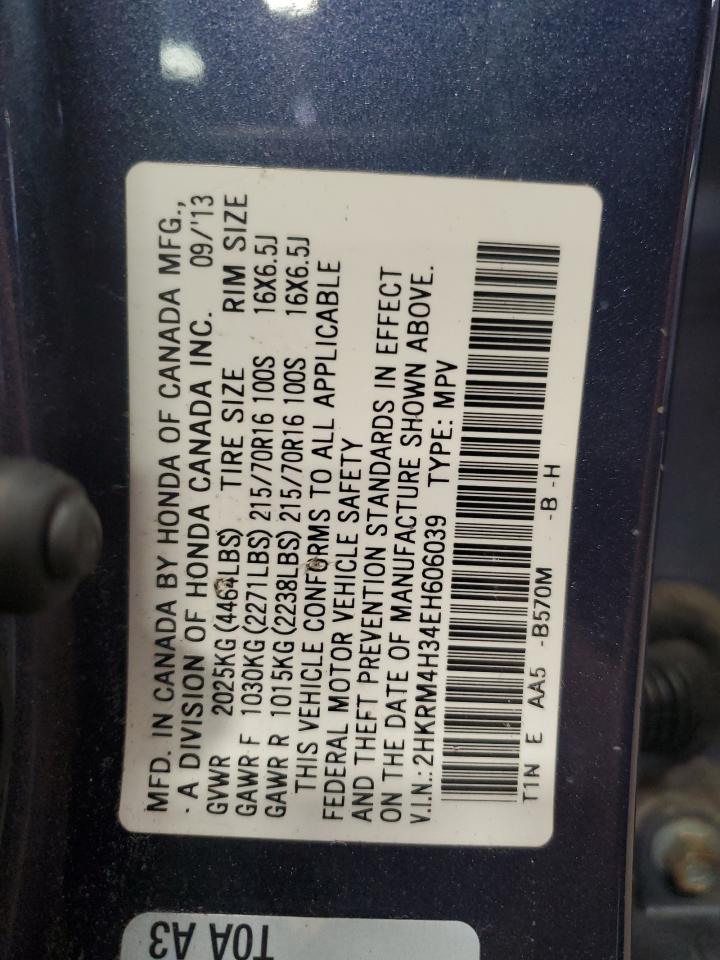 MFD. IN CANADA BY HONDA OF CANADA MFG.,
A DIVISION OF HONDA CANADA INC. 09/'13
GVWR 2025KG (4464LBS) TIRE SIZE RIM SIZE
GAWR F 1030KG (2271LBS) 215/70R16 100S 16X6.5J
GAWR R 1015KG (2238LBS) 215/70R16 100S 16X6.5J
THIS VEHICLE CONFORMS TO ALL APPLICABLE
FEDERAL MOTOR VEHICLE SAFETY
AND THEFT PREVENTION STANDARDS IN EFFECT
ON THE DATE OF MANUFACTURE SHOWN ABOVE.
V.I.N.: 2HKRM4H34EH606039 TYPE: MPV
T1N E AA5 -B570M -B -H
T0A A3